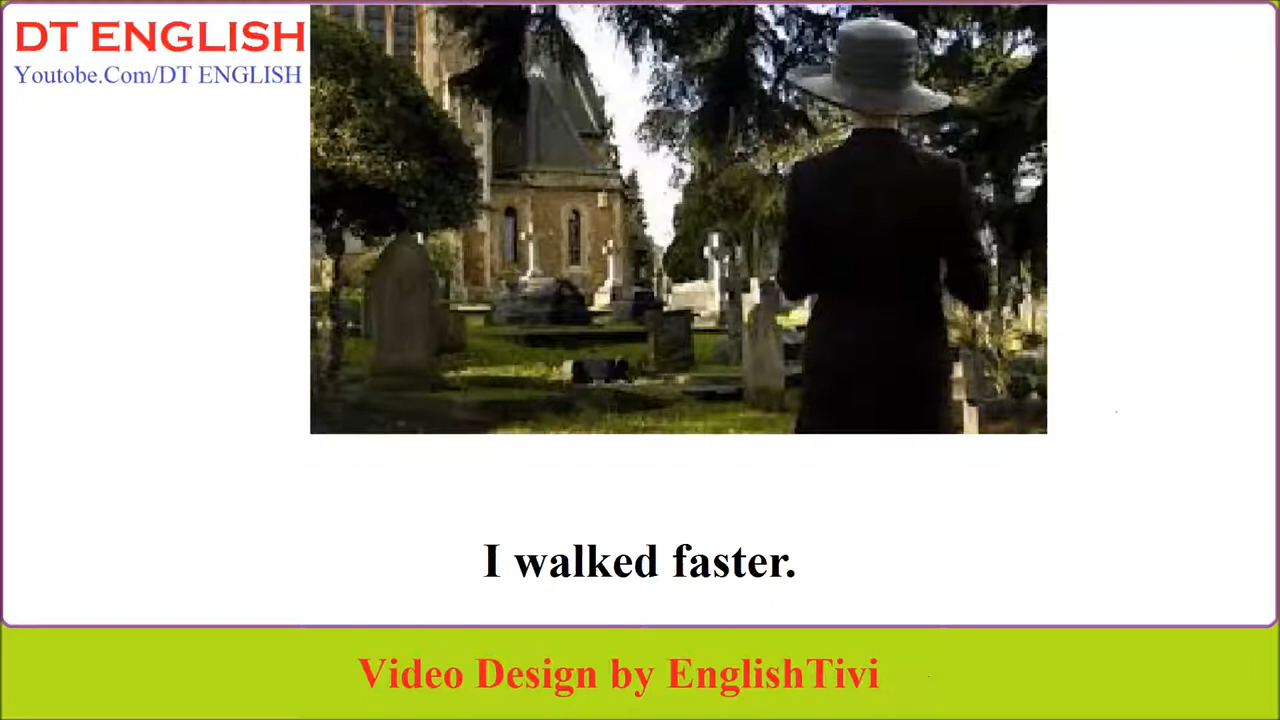 DT ENGLISH
Youtobe.Com/DT ENGLISH
I walked faster.
Video Design by EnglishTivi